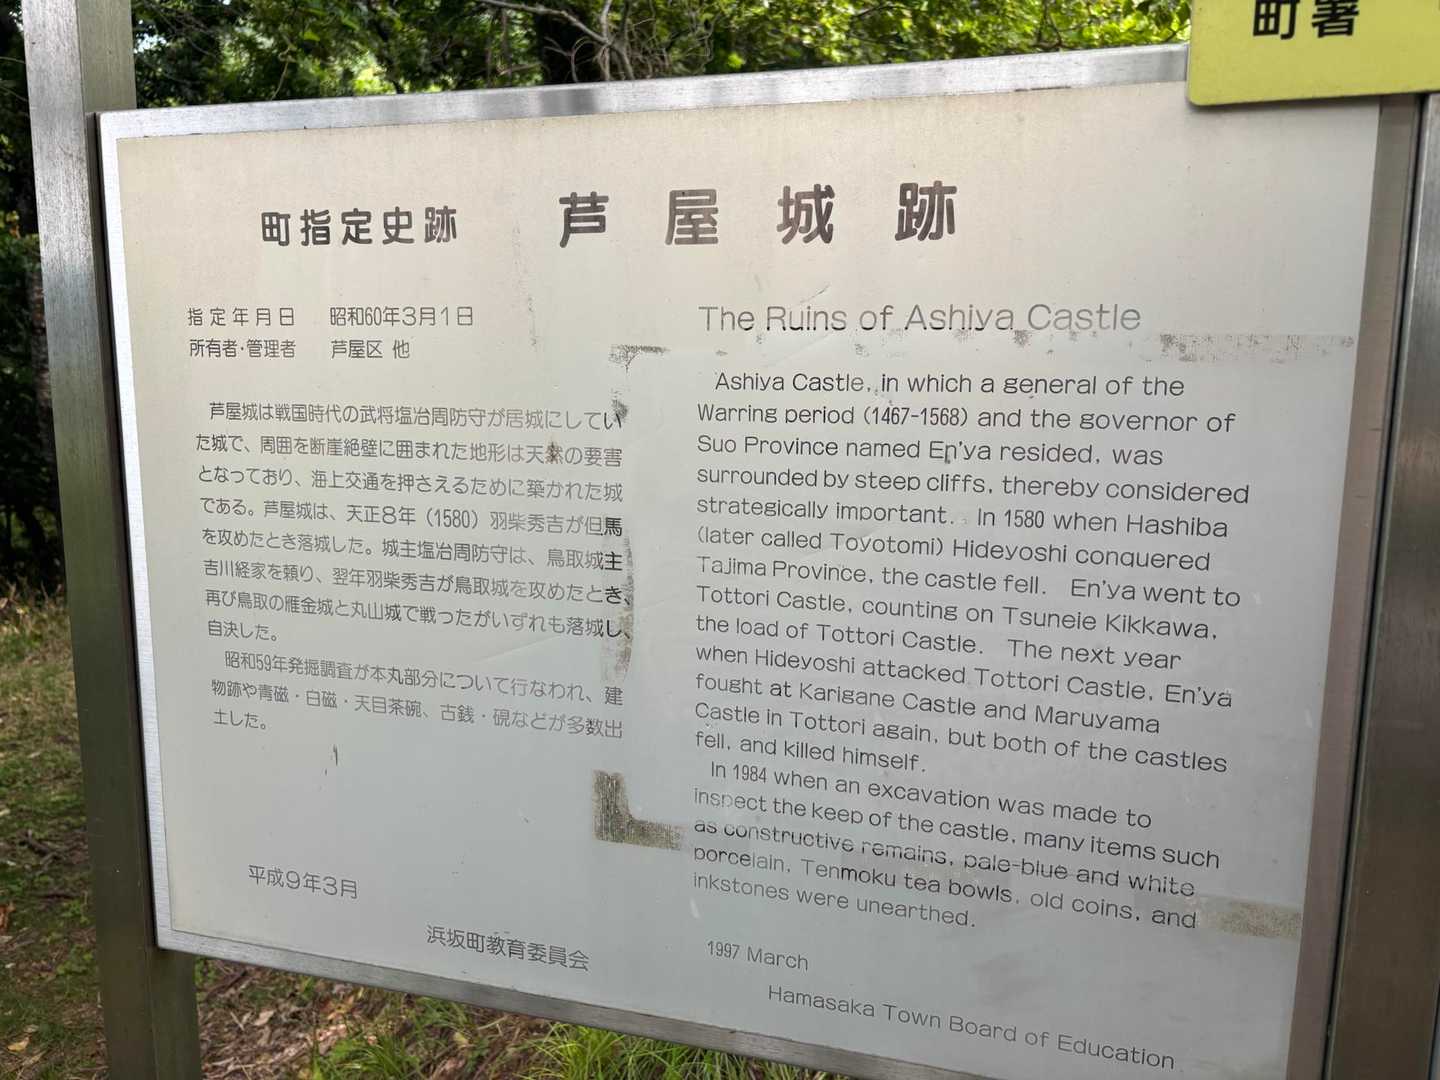 町署
町指定史跡 芦屋城跡
指定年月日 昭和60年3月1日
所有者・管理者 芦屋区 他
芦屋城は戦国時代の武将塩冶周防守が居城にしてい
た城で、周囲を断崖絶壁に囲まれた地形は天然の要害
となっており、海上交通を押さえるために築かれた城
である。芦屋城は、天正8年（1580）羽柴秀吉が但馬
を攻めたとき落城した。城主塩冶周防守は、鳥取城主
吉川経家を頼り、翌年羽柴秀吉が鳥取城を攻めたとき、
再び鳥取の雁金城と丸山城で戦ったがいずれも落城し、
自決した。
昭和59年発掘調査が本丸部分について行なわれ、建
物跡や青磁・白磁・天目茶碗、古銭・硯などが多数出
土した。
平成9年3月
浜坂町教育委員会
The Ruins of Ashiya Castle
Ashiya Castle, in which a general of the
Warring period (1467-1568) and the governor of
Suo Province named En'ya resided, was
surrounded by steep cliffs, thereby considered
strategically important. In 1580 when Hashiba
(later called Toyotomi) Hideyoshi conquered
Tajima Province, the castle fell. En'ya went to
Tottori Castle, counting on Tsuneie Kikkawa,
the load of Tottori Castle. The next year
when Hideyoshi attacked Tottori Castle, En'ya
fought at Karigane Castle and Maruyama
Castle in Tottori again, but both of the castles
fell, and killed himself.
In 1984 when an excavation was made to
inspect the keep of the castle, many items such
as constructive remains, pale-blue and white
porcelain, Tenmoku tea bowls, old coins, and
inkstones were unearthed.
1997 March
Hamasaka Town Board of Education